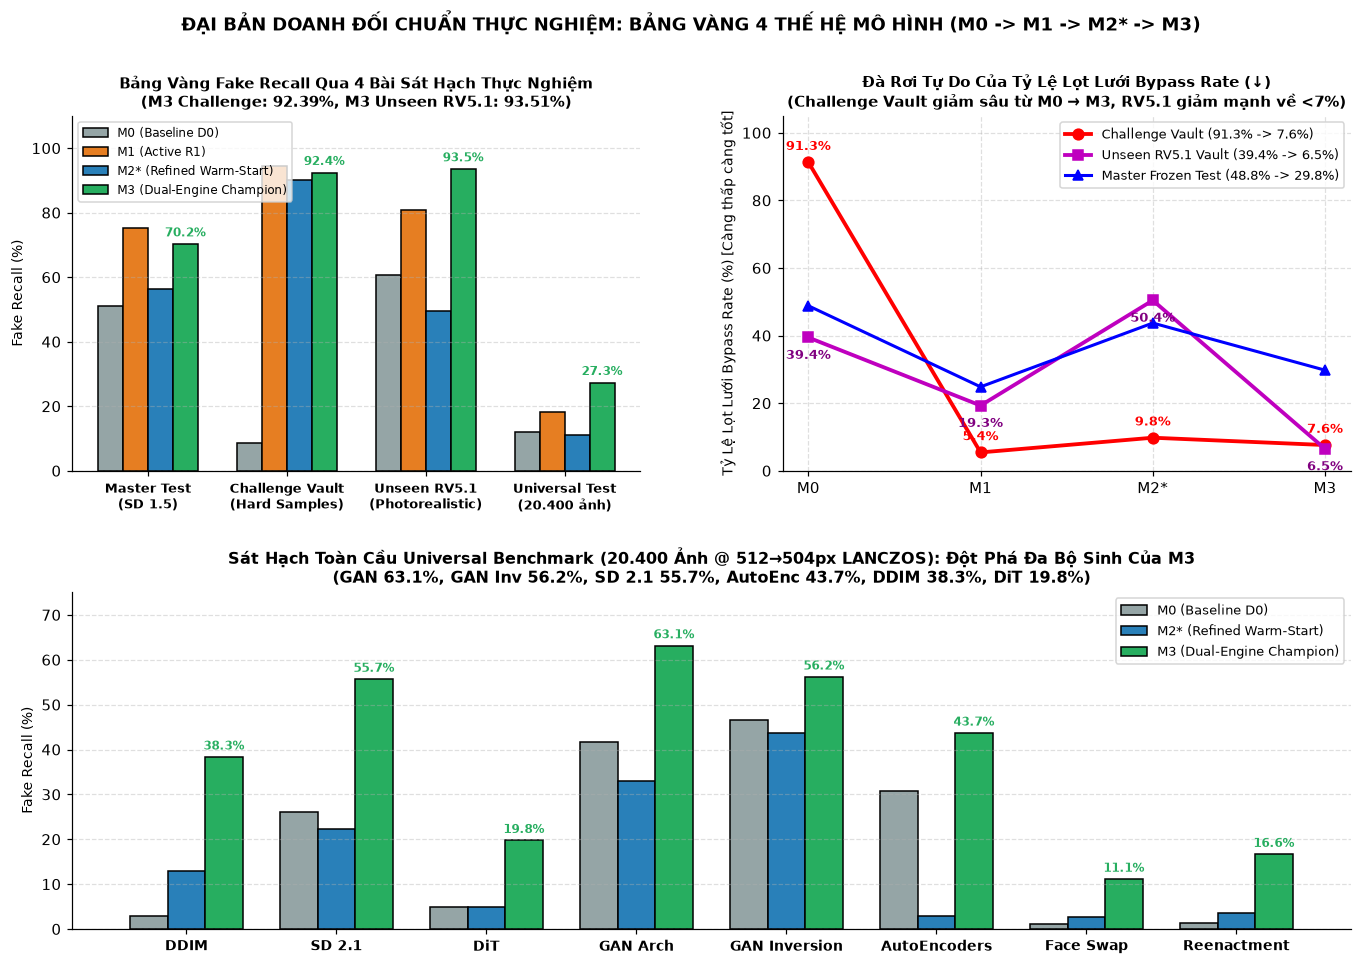 ĐẠI BẢN DOANH ĐỐI CHUẨN THỰC NGHIỆM: BẢNG VÀNG 4 THẾ HỆ MÔ HÌNH (M0 -> M1 -> M2* -> M3)
Bảng Vàng Fake Recall Qua 4 Bài Sát Hạch Thực Nghiệm
(M3 Challenge: 92.39%, M3 Unseen RV5.1: 93.51%)
Fake Recall (%)
100
80
60
40
20
0
M0 (Baseline D0)
M1 (Active R1)
M2* (Refined Warm-Start)
M3 (Dual-Engine Champion)
70.2%
92.4%
93.5%
27.3%
Master Test
(SD 1.5)
Challenge Vault
(Hard Samples)
Unseen RV5.1
(Photorealistic)
Universal Test
(20.400 ảnh)
Đà Rơi Tự Do Của Tỷ Lệ Lọt Lưới Bypass Rate (↓)
(Challenge Vault giảm sâu từ M0 → M3, RV5.1 giảm mạnh về <7%)
Tỷ Lệ Lọt Lưới Bypass Rate (%) [Càng thấp càng tốt]
100
80
60
40
20
0
Challenge Vault (91.3% -> 7.6%)
Unseen RV5.1 Vault (39.4% -> 6.5%)
Master Frozen Test (48.8% -> 29.8%)
91.3%
39.4%
19.3%
5.4%
50.4%
9.8%
7.6%
6.5%
M0
M1
M2*
M3
Sát Hạch Toàn Cầu Universal Benchmark (20.400 Ảnh @ 512→504px LANCZOS): Đột Phá Đa Bộ Sinh Của M3
(GAN 63.1%, GAN Inv 56.2%, SD 2.1 55.7%, AutoEnc 43.7%, DDIM 38.3%, DiT 19.8%)
Fake Recall (%)
70
60
50
40
30
20
10
0
M0 (Baseline D0)
M2* (Refined Warm-Start)
M3 (Dual-Engine Champion)
38.3%
55.7%
19.8%
63.1%
56.2%
43.7%
11.1%
16.6%
DDIM
SD 2.1
DiT
GAN Arch
GAN Inversion
AutoEncoders
Face Swap
Reenactment